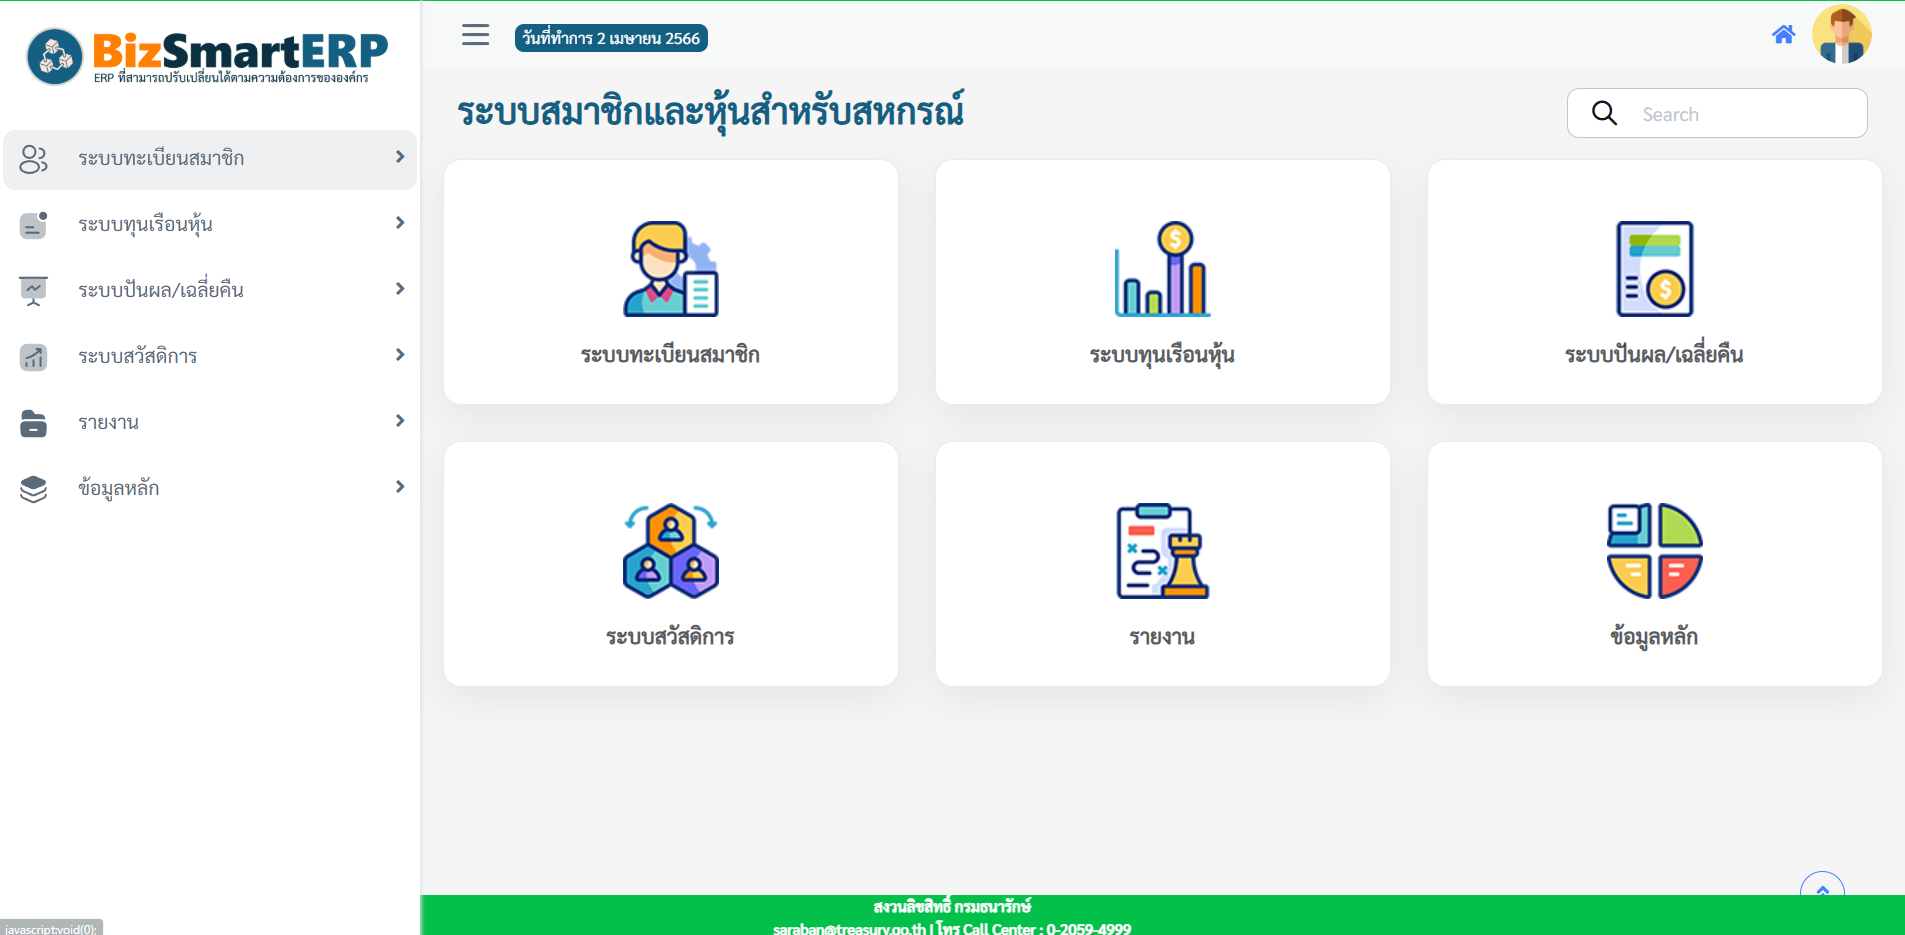 BizSmartERP
ERP ที่สามารถปรับเปลี่ยนได้ตามความต้องการขององค์กร
วันที่ทำการ 2 เมษายน 2566
ระบบสมาชิกและหุ้นสำหรับสหกรณ์
Search
ระบบทะเบียนสมาชิก
ระบบทุนเรือนหุ้น
ระบบปันผล/เฉลี่ยคืน
ระบบสวัสดิการ
รายงาน
ข้อมูลหลัก
ระบบทะเบียนสมาชิก
ระบบทุนเรือนหุ้น
ระบบปันผล/เฉลี่ยคืน
ระบบสวัสดิการ
รายงาน
ข้อมูลหลัก
สงวนลิขสิทธิ์ กรมธนารักษ์
saraban@treasury.go.th | โทร Call Center : 0-2059-4999
javascript:void(0);